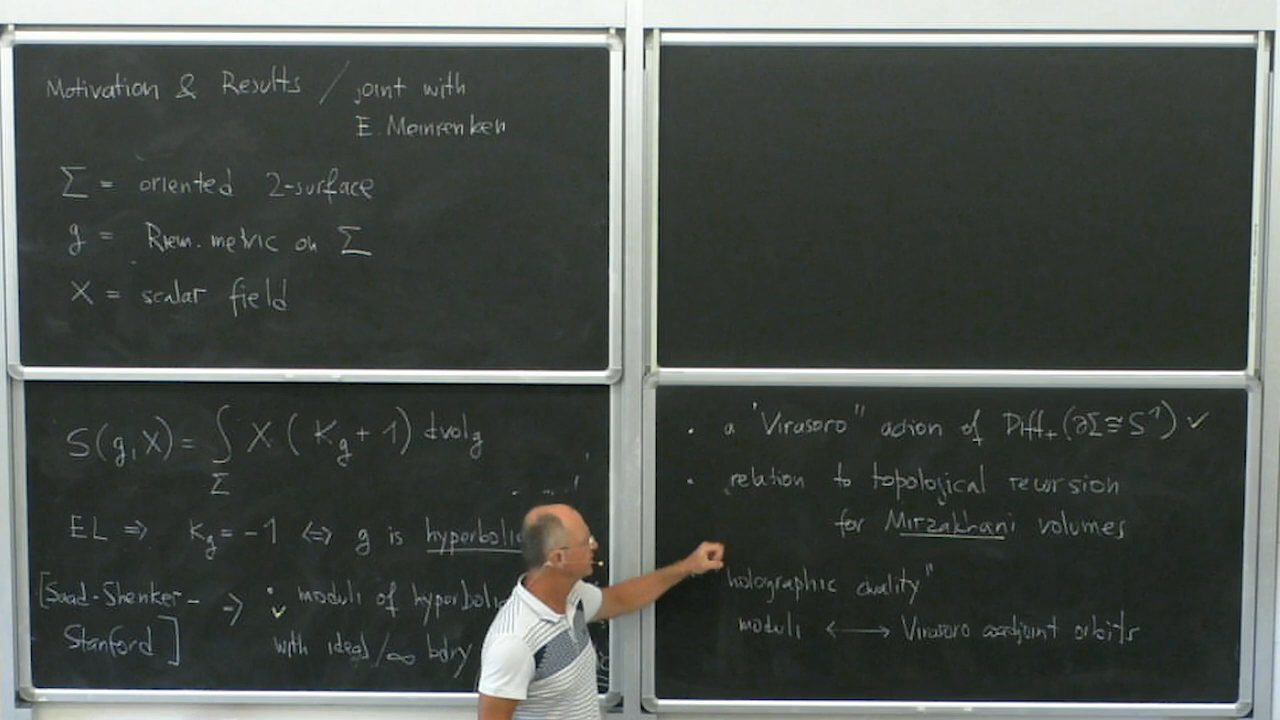 Motivation & Results / joint with
E. Meinrenken
Σ = oriented 2-surface
g = Riem. metric on Σ
X = scalar field
S(g,X) = ∫_Σ X (K_g + 1) dvol_g
EL ⇒ K_g = -1 ⇔ g is hyperbolic
[Saad-Shenker-
Stanford] ⇒ • moduli of hyperbolic
with ideal/∞ bdry
• a "Virasoro" action of Diff₊(∂Σ≅S¹) ✓
• relation to topological recursion
for Mirzakhani volumes
holographic duality"
moduli ⟷ Virasoro coadjoint orbits